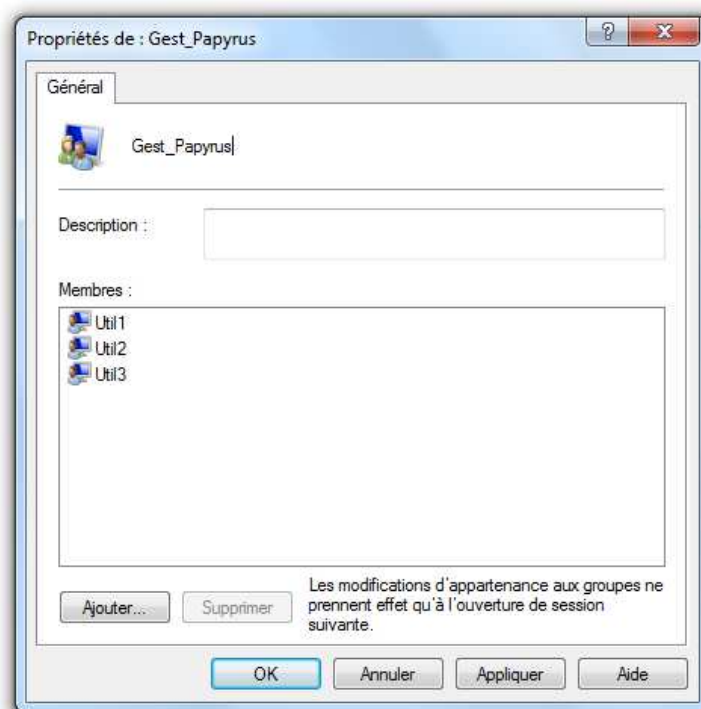 Propriétés de : Gest_Papyrus
?
Général
Gest_Papyrus
Description :
Membres :
Util1
Util2
Util3
Ajouter...
Supprimer
Les modifications d'appartenance aux groupes ne
prennent effet qu'à l'ouverture de session
suivante.
OK
Annuler
Appliquer
Aide